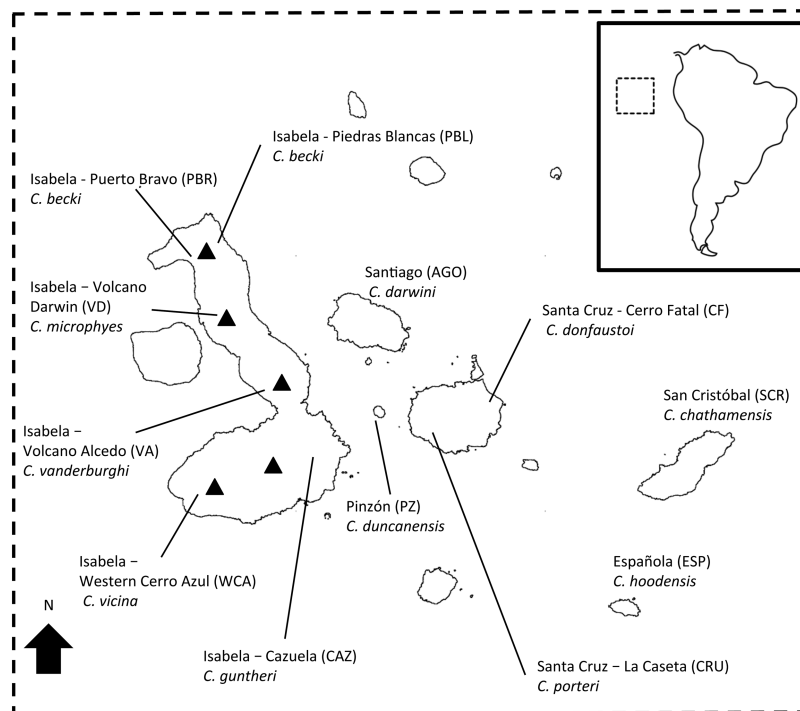 Isabela - Piedras Blancas (PBL)
C. becki
Isabela - Puerto Bravo (PBR)
C. becki
Santiago (AGO)
C. darwini
Isabela – Volcano
Darwin (VD)
C. microphyes
Santa Cruz - Cerro Fatal (CF)
C. donfaustoi
San Cristóbal (SCR)
C. chathamensis
Isabela –
Volcano Alcedo (VA)
C. vanderburghi
Pinzón (PZ)
C. duncanensis
Isabela –
Western Cerro Azul (WCA)
C. vicina
Española (ESP)
C. hoodensis
N
Isabela – Cazuela (CAZ)
C. guntheri
Santa Cruz – La Caseta (CRU)
C. porteri